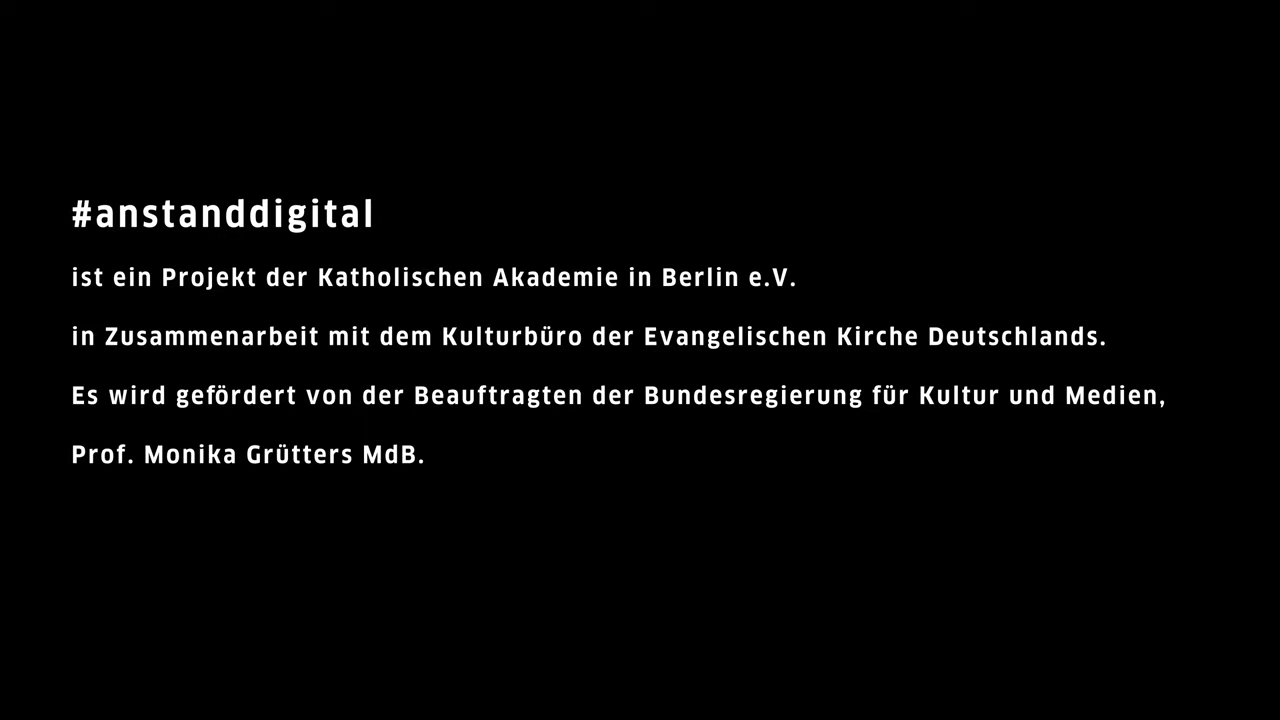 #anstanddigital
ist ein Projekt der Katholischen Akademie in Berlin e.V.
in Zusammenarbeit mit dem Kulturbüro der Evangelischen Kirche Deutschlands.
Es wird gefördert von der Beauftragten der Bundesregierung für Kultur und Medien,
Prof. Monika Grütters MdB.